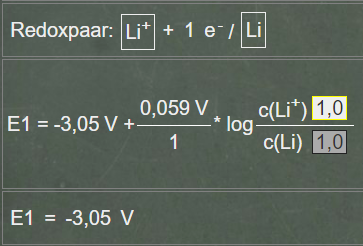 Redoxpaar: Li⁺ + 1 e⁻ / Li
E1 = -3,05 V + 0,059 V / 1 * log c(Li⁺) 1,0 / c(Li) 1,0
E1 = -3,05 V